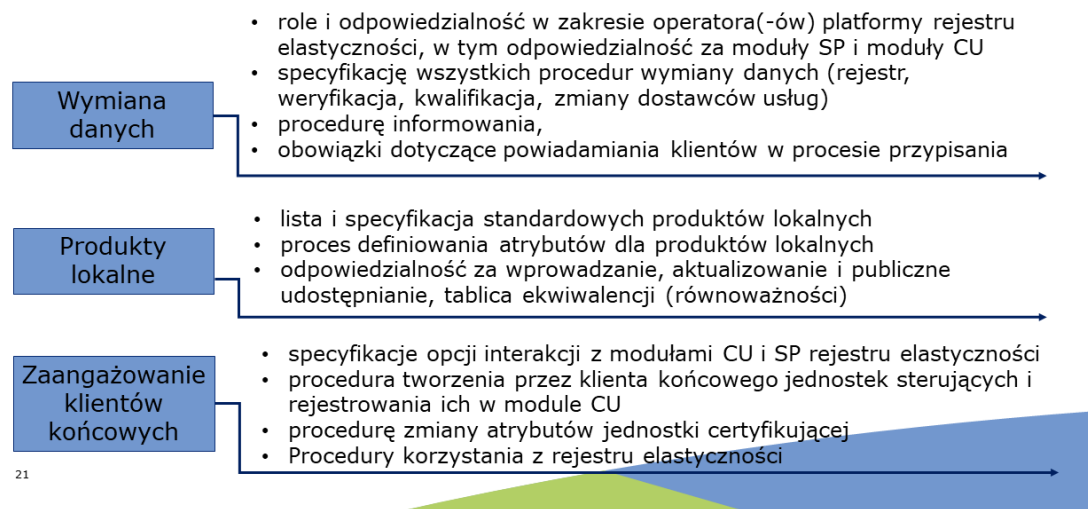 • role i odpowiedzialność w zakresie operatora(-ów) platformy rejestru
elastyczności, w tym odpowiedzialność za moduły SP i moduły CU
• specyfikację wszystkich procedur wymiany danych (rejestr,
weryfikacja, kwalifikacja, zmiany dostawców usług)
• procedurę informowania,
• obowiązki dotyczące powiadamiania klientów w procesie przypisania
Wymiana
danych
• lista i specyfikacja standardowych produktów lokalnych
• proces definiowania atrybutów dla produktów lokalnych
• odpowiedzialność za wprowadzanie, aktualizowanie i publiczne
udostępnianie, tablica ekwiwalencji (równoważności)
Produkty
lokalne
• specyfikacje opcji interakcji z modułami CU i SP rejestru elastyczności
• procedura tworzenia przez klienta końcowego jednostek sterujących i
rejestrowania ich w module CU
• procedurę zmiany atrybutów jednostki certyfikującej
• Procedury korzystania z rejestru elastyczności
Zaangażowanie
klientów
końcowych
21